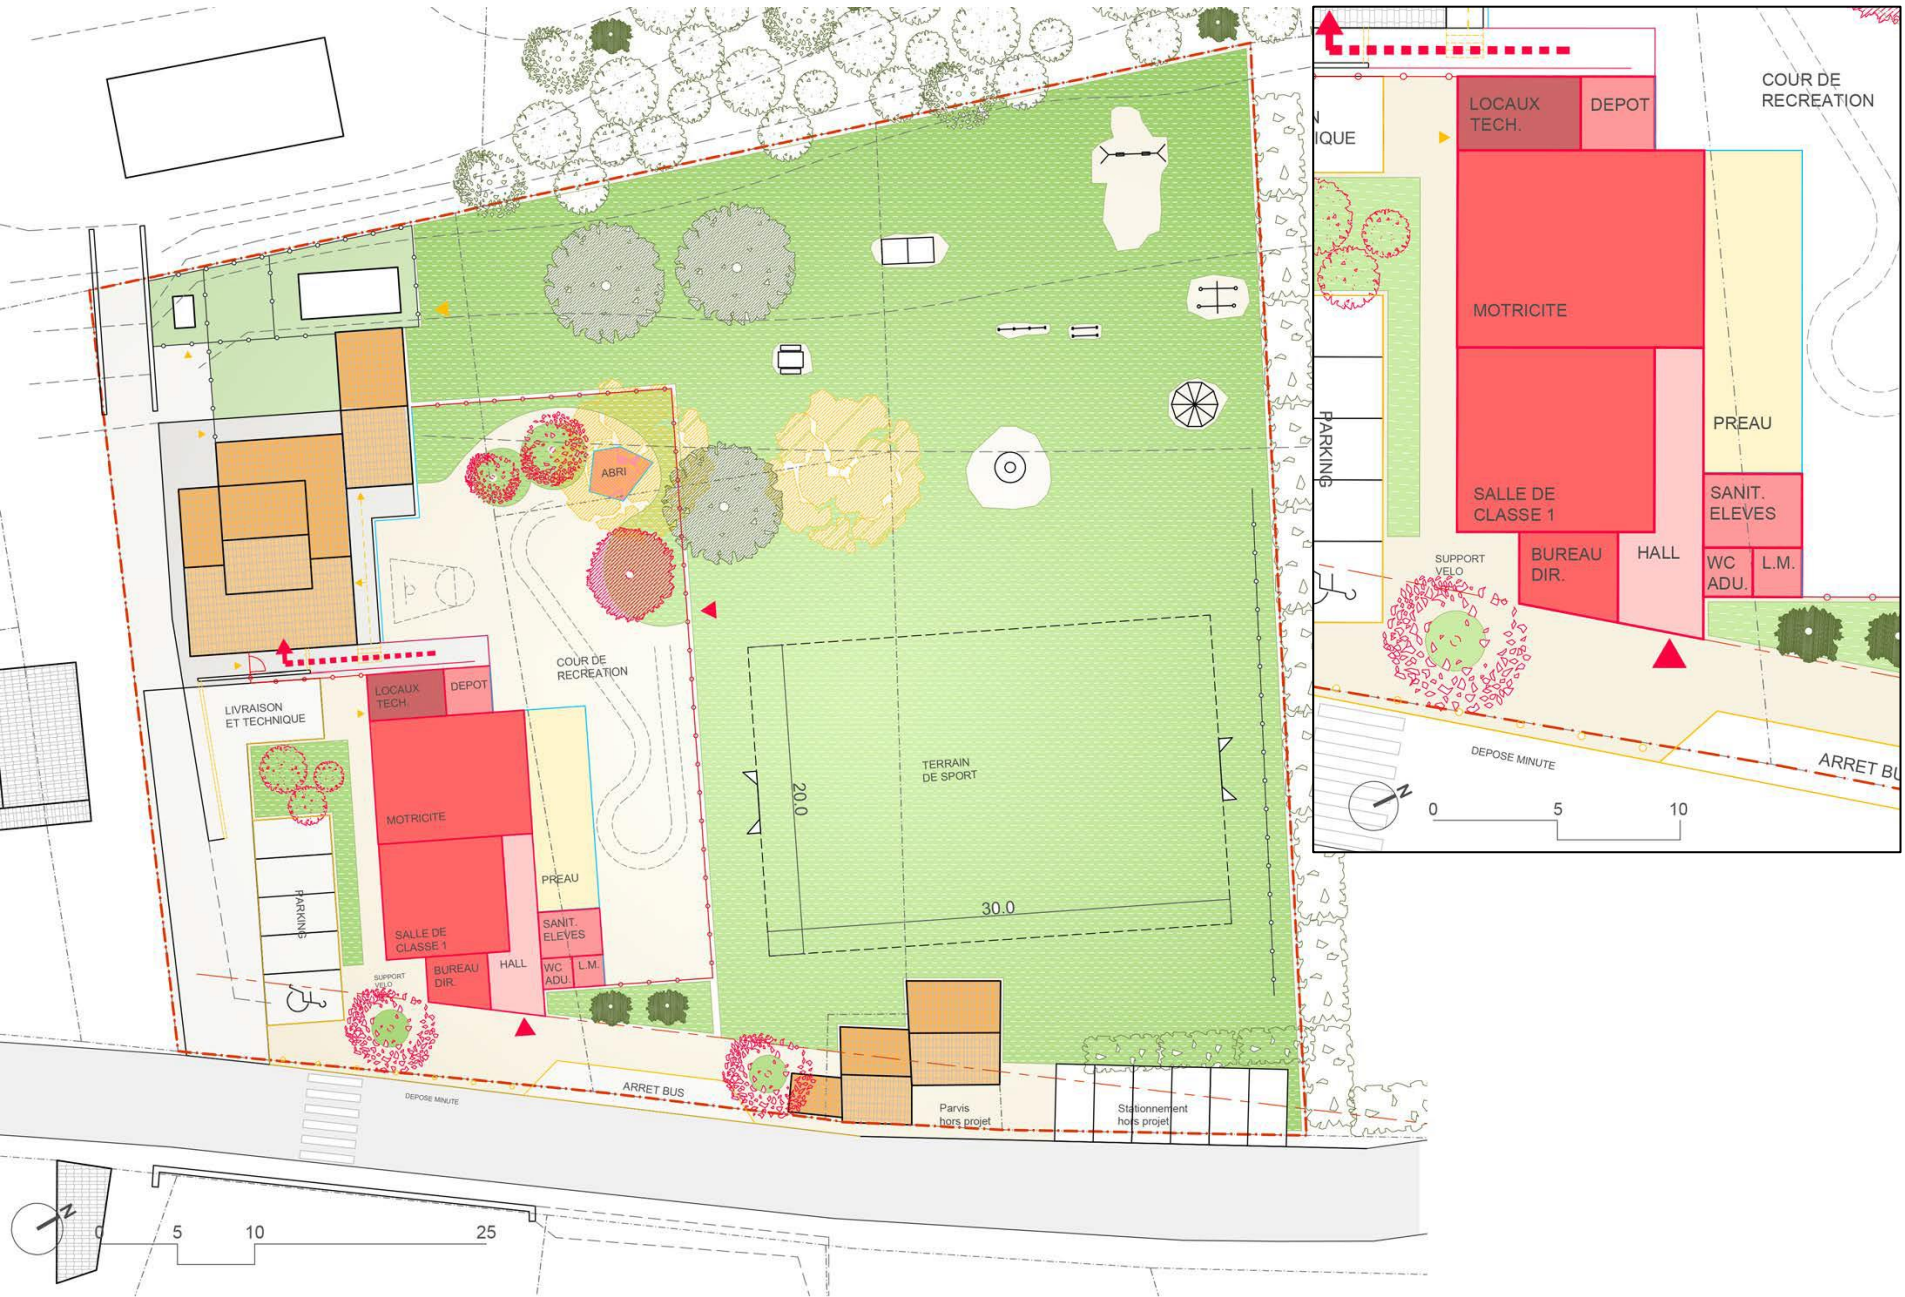 ABRI
COUR DE
RECREATION
LOCAUX
TECH.
DEPOT
LIVRAISON
ET TECHNIQUE
MOTRICITE
PREAU
PARKING
SALLE DE
CLASSE 1
SANIT.
ELEVES
BUREAU
DIR.
HALL
WC
ADU.
L.M.
SUPPORT
VELO
TERRAIN
DE SPORT
20.0
30.0
ARRET BUS
DEPOSE MINUTE
Parvis
hors projet
Stationnement
hors projet
N
0
5
10
25
LOCAUX
TECH.
DEPOT
COUR DE
RECREATION
N
IQUE
MOTRICITE
PARKING
PREAU
SALLE DE
CLASSE 1
SANIT.
ELEVES
SUPPORT
VELO
BUREAU
DIR.
HALL
WC
ADU.
L.M.
DEPOSE MINUTE
ARRET BU
N
0
5
10